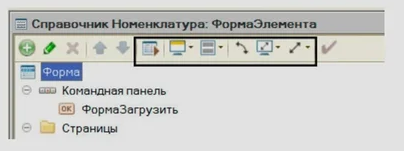 Справочник Номенклатура: ФормаЭлемента
Форма
Командная панель
OK ФормаЗагрузить
Страницы